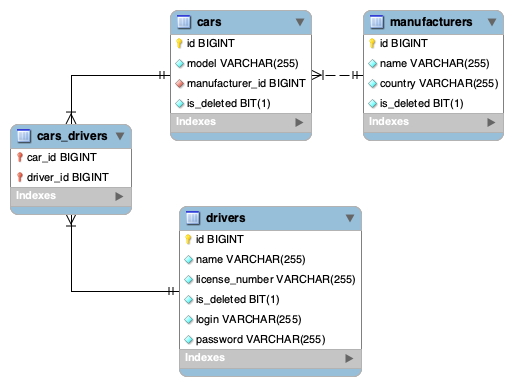 cars
id BIGINT
model VARCHAR(255)
manufacturer_id BIGINT
is_deleted BIT(1)
Indexes
manufacturers
id BIGINT
name VARCHAR(255)
country VARCHAR(255)
is_deleted BIT(1)
Indexes
cars_drivers
car_id BIGINT
driver_id BIGINT
Indexes
drivers
id BIGINT
name VARCHAR(255)
license_number VARCHAR(255)
is_deleted BIT(1)
login VARCHAR(255)
password VARCHAR(255)
Indexes